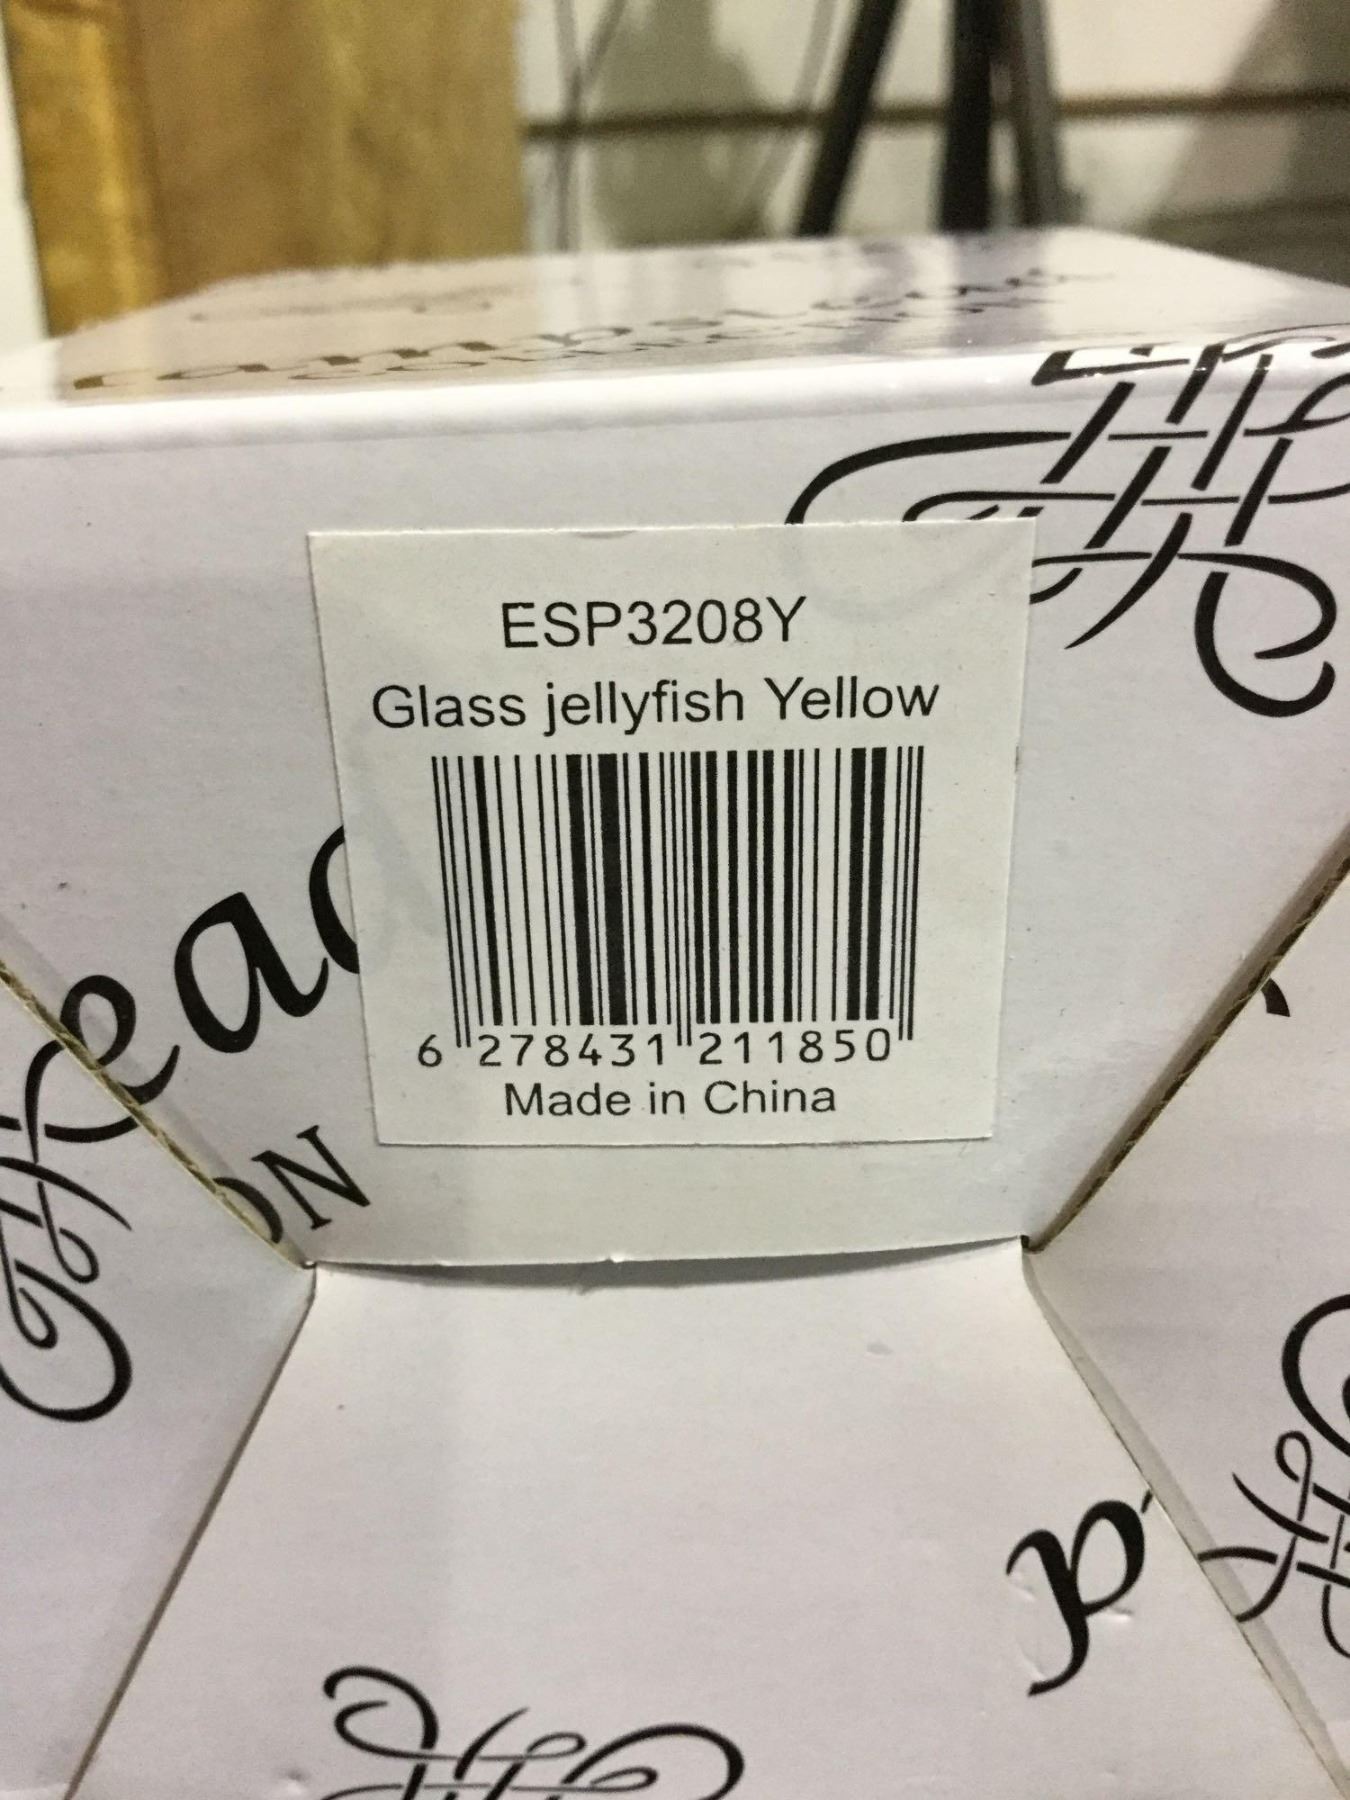 ESP3208Y
Glass jellyfish Yellow
6 278431 211850
Made in China